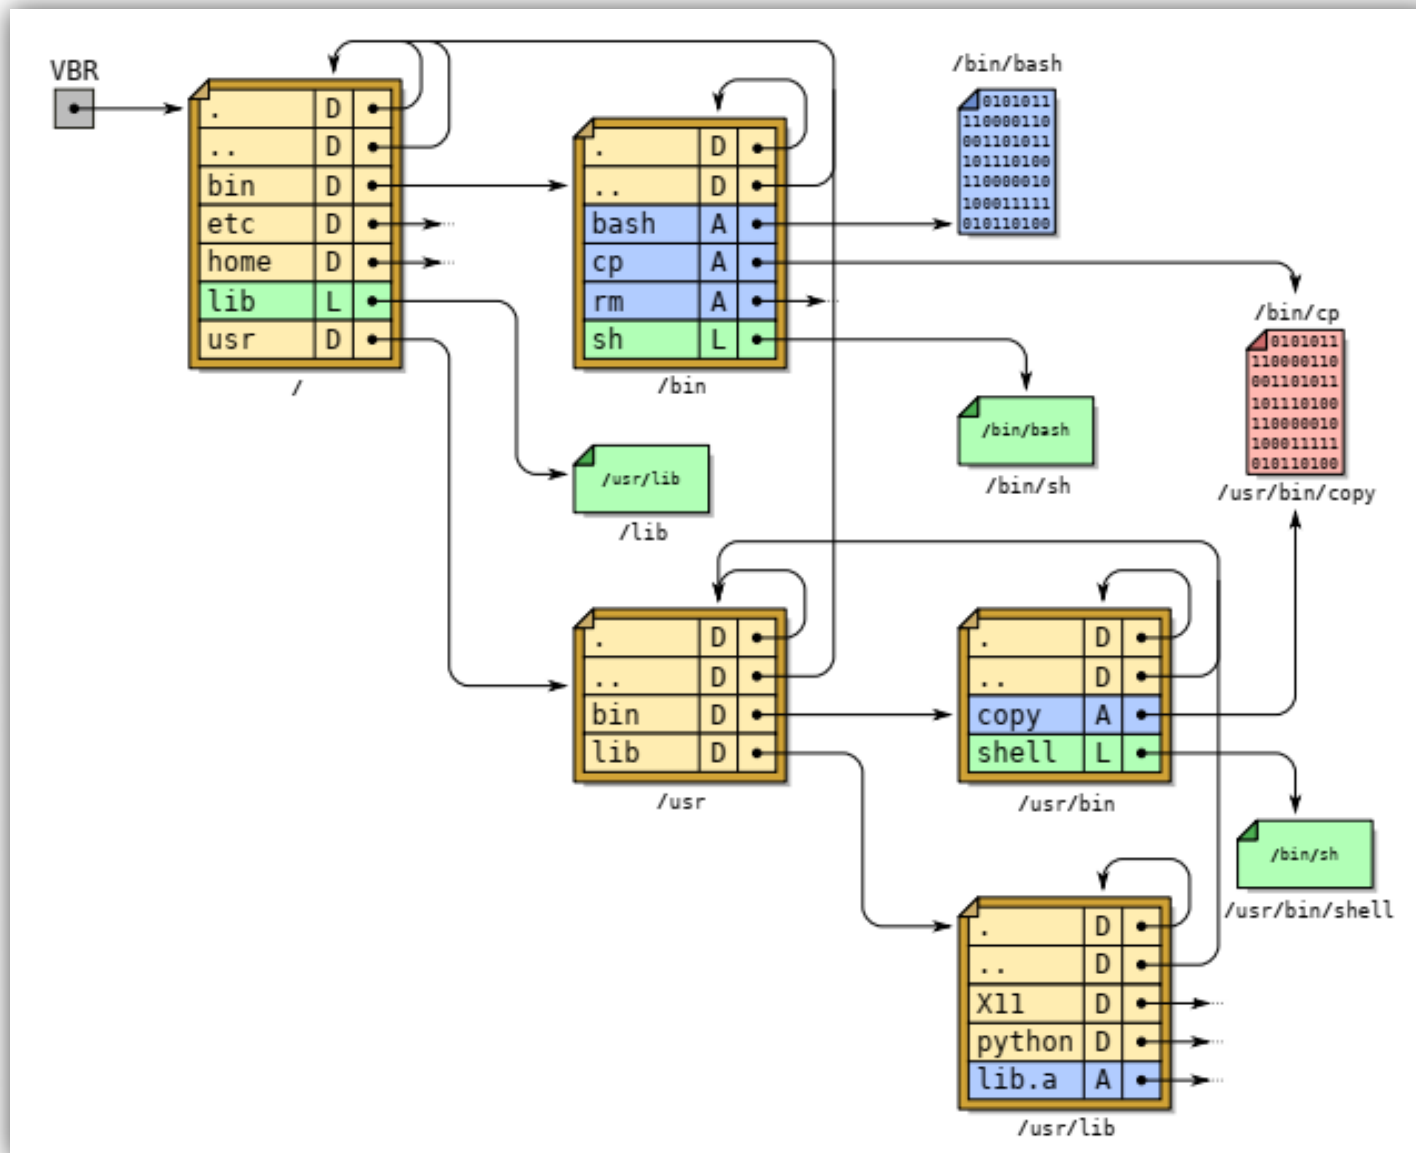 VBR
. D
.. D
bin D
etc D
home D
lib L
usr D
/
. D
.. D
bash A
cp A
rm A
sh L
/bin
/bin/bash
0101011
110000110
001101011
101110100
110000010
100011111
010110100
/bin/cp
0101011
110000110
001101011
101110100
110000010
100011111
010110100
/usr/bin/copy
/bin/bash
/bin/sh
/usr/lib
/lib
. D
.. D
bin D
lib D
/usr
. D
.. D
copy A
shell L
/usr/bin
/bin/sh
/usr/bin/shell
. D
.. D
X11 D
python D
lib.a A
/usr/lib